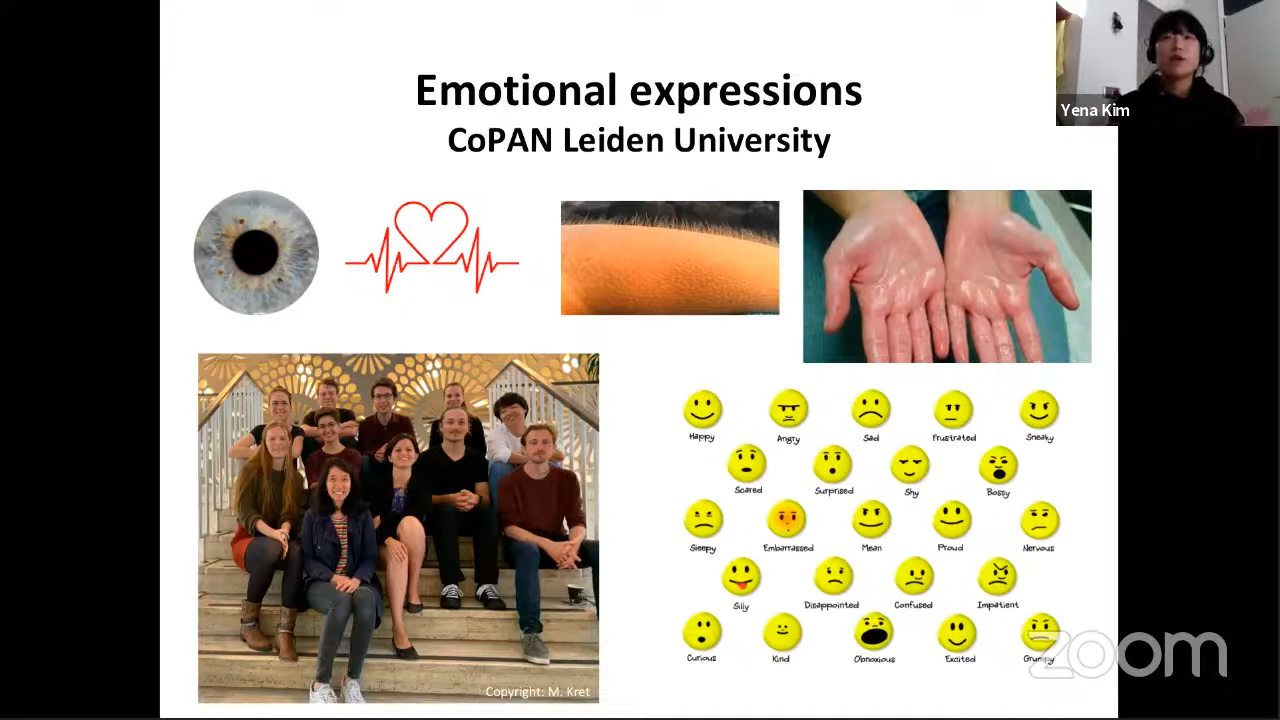 Emotional expressions
CoPAN Leiden University
Yena Kim
Happy
Angry
Sad
Frustrated
Sneaky
Scared
Surprised
Shy
Bossy
Sleepy
Embarrassed
Mean
Proud
Nervous
Silly
Disappointed
Confused
Impatient
Curious
Kind
Obnoxious
Excited
Grumpy
Copyright: M. Kret
zoom